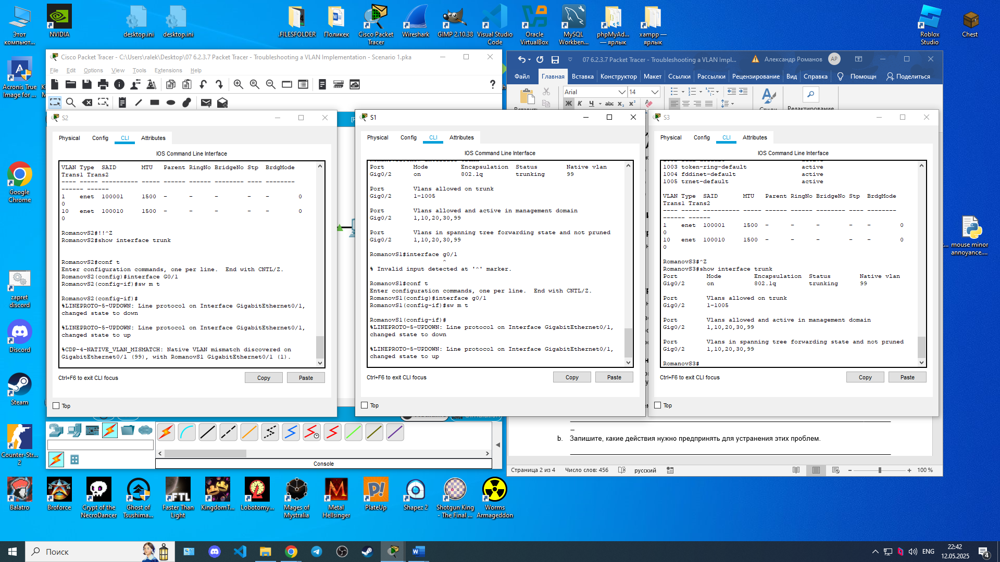 Этот
компьют...
NVIDIA
desktop.ini
desktop.ini
.FILESFOLDER
Поликек
Cisco Packet
Tracer
Wireshark
GIMP 2.10.38
Visual Studio
Code
Oracle
VirtualBox
MySQL
Workben...
phpMyAd...
— ярлык
xampp —
ярлык
Roblox
Studio
Chest
Acronis True
Image for ...
Google
Chrome
zapret
discord
Discord
Steam
Counter-Str...
2
mouse minor
annoyance....
Cisco Packet Tracer - C:\Users\ralek\Desktop\07 6.2.3.7 Packet Tracer - Troubleshooting a VLAN Implementation - Scenario 1.pka
File Edit Options View Tools Extensions Help
07 6.2.3.7 Packet Tracer - Troubleshooting a VLAN Impl...
Александр Романов
АР
Файл Главная Вставка Конструктор Макет Ссылки Рассылки Рецензирование Вид Справка Помощн Поделиться
Arial
14
Ж К Ч abc x₂ x²
Редактирование
S2
Physical Config CLI Attributes
IOS Command Line Interface
VLAN Type SAID MTU Parent RingNo BridgeNo Stp BrdgMode
Trans1 Trans2
---- ----- ---------- ----- ------ ------ -------- ---- --------
------ ------
1 enet 100001 1500 - - - - - 0
0
10 enet 100010 1500 - - - - - 0
0
RomanovS2#!!^Z
RomanovS2#show interface trunk
RomanovS2#conf t
Enter configuration commands, one per line. End with CNTL/Z.
RomanovS2(config)#interface G0/1
RomanovS2(config-if)#sw m t
RomanovS2(config-if)#
%LINEPROTO-5-UPDOWN: Line protocol on Interface GigabitEthernet0/1,
changed state to down
%LINEPROTO-5-UPDOWN: Line protocol on Interface GigabitEthernet0/1,
changed state to up
%CDP-4-NATIVE_VLAN_MISMATCH: Native VLAN mismatch discovered on
GigabitEthernet0/1 (99), with RomanovS1 GigabitEthernet0/1 (1).
Ctrl+F6 to exit CLI focus
Copy
Paste
Top
S1
Physical Config CLI Attributes
IOS Command Line Interface
Port Mode Encapsulation Status Native vlan
Gig0/2 on 802.1q trunking 99
Port Vlans allowed on trunk
Gig0/2 1-1005
Port Vlans allowed and active in management domain
Gig0/2 1,10,20,30,99
Port Vlans in spanning tree forwarding state and not pruned
Gig0/2 1,10,20,30,99
RomanovS1#interface g0/1
^
% Invalid input detected at '^' marker.
RomanovS1#conf t
Enter configuration commands, one per line. End with CNTL/Z.
RomanovS1(config)#interface g0/1
RomanovS1(config-if)#sw m t
RomanovS1(config-if)#
%LINEPROTO-5-UPDOWN: Line protocol on Interface GigabitEthernet0/1,
changed state to down
%LINEPROTO-5-UPDOWN: Line protocol on Interface GigabitEthernet0/1,
changed state to up
Ctrl+F6 to exit CLI focus
Copy
Paste
Top
S3
Physical Config CLI Attributes
IOS Command Line Interface
1003 token-ring-default active
1004 fddinet-default active
1005 trnet-default active
VLAN Type SAID MTU Parent RingNo BridgeNo Stp BrdgMode
Trans1 Trans2
---- ----- ---------- ----- ------ ------ -------- ---- --------
------ ------
1 enet 100001 1500 - - - - - 0
0
10 enet 100010 1500 - - - - - 0
0
RomanovS3#^Z
RomanovS3#show interface trunk
Port Mode Encapsulation Status Native vlan
Gig0/2 on 802.1q trunking 99
Port Vlans allowed on trunk
Gig0/2 1-1005
Port Vlans allowed and active in management domain
Gig0/2 1,10,20,30,99
Port Vlans in spanning tree forwarding state and not pruned
Gig0/2 1,10,20,30,99
RomanovS3#
Ctrl+F6 to exit CLI focus
Copy
Paste
Top
Console
b. Запишите, какие действия нужно предпринять для устранения этих проблем.
Страница 2 из 4 Число слов: 456 русский 100 %
Balatro
Broforce
Crypt of the
NecroDancer
Ghost of
Tsushima...
Faster Than
Light
FTL
KingdomT...
Lobotomy...
Mages of
Mystralia
Metal
Hellsinger
PlateUp
Shapez 2
Shotgun King
- The Final ...
Worms
Armageddon
Поиск
ENG
22:42
12.05.2025
4